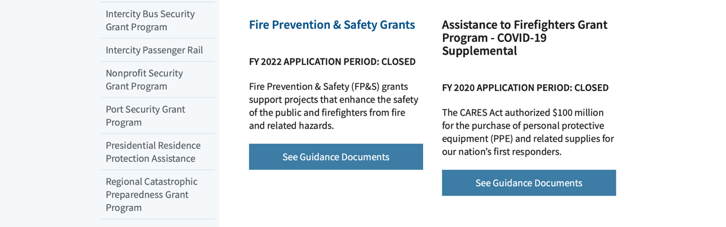 Intercity Bus Security
Grant Program
Intercity Passenger Rail
Nonprofit Security
Grant Program
Port Security Grant
Program
Presidential Residence
Protection Assistance
Regional Catastrophic
Preparedness Grant
Program
Fire Prevention & Safety Grants
FY 2022 APPLICATION PERIOD: CLOSED
Fire Prevention & Safety (FP&S) grants
support projects that enhance the safety
of the public and firefighters from fire
and related hazards.
See Guidance Documents
Assistance to Firefighters Grant
Program - COVID-19
Supplemental
FY 2020 APPLICATION PERIOD: CLOSED
The CARES Act authorized $100 million
for the purchase of personal protective
equipment (PPE) and related supplies for
our nation's first responders.
See Guidance Documents